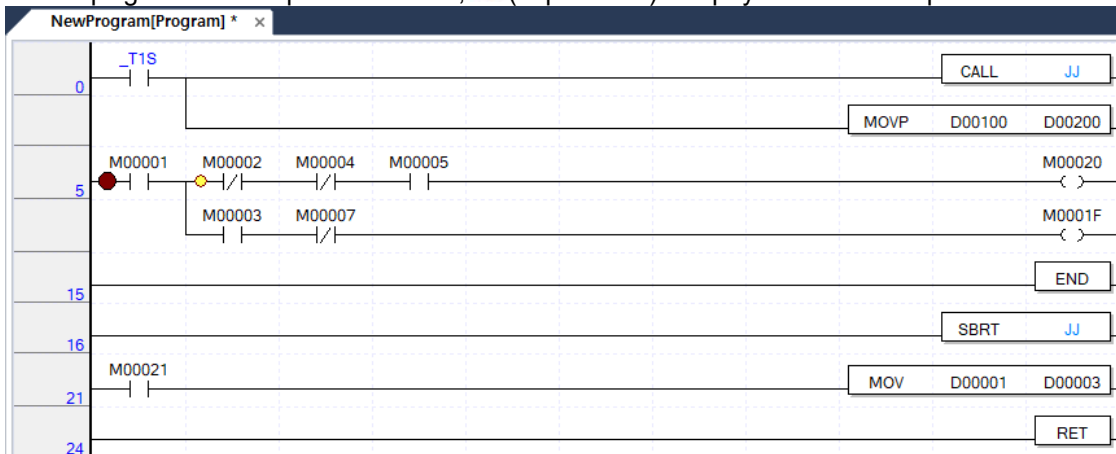 NewProgram[Program] * ×
_T1S
0
CALL JJ
MOVP D00100 D00200
M00001 M00002 M00004 M00005 M00020
5
M00003 M00007 M0001F
15
END
16
SBRT JJ
M00021
21
MOV D00001 D00003
24
RET